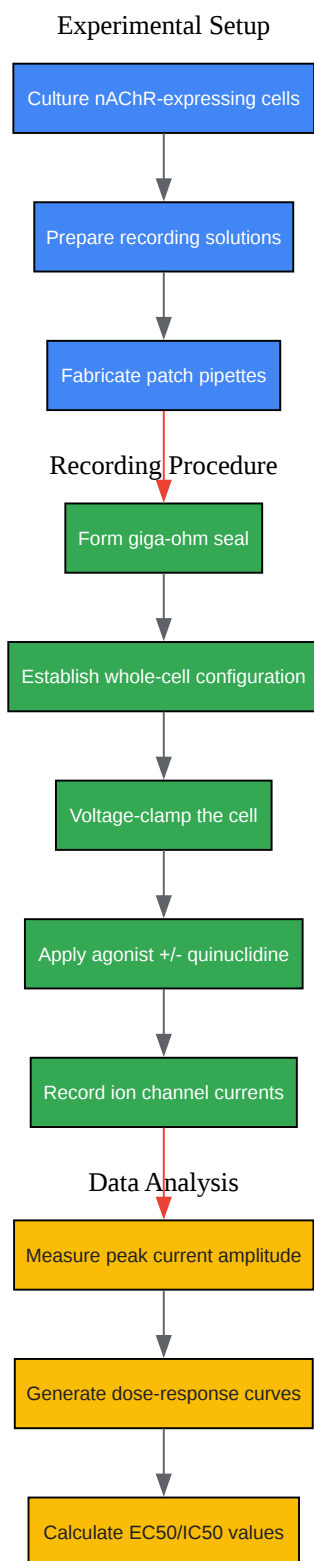 Experimental Setup
Culture nAChR-expressing cells
Prepare recording solutions
Fabricate patch pipettes
Recording Procedure
Form giga-ohm seal
Establish whole-cell configuration
Voltage-clamp the cell
Apply agonist +/- quinuclidine
Record ion channel currents
Data Analysis
Measure peak current amplitude
Generate dose-response curves
Calculate EC50/IC50 values